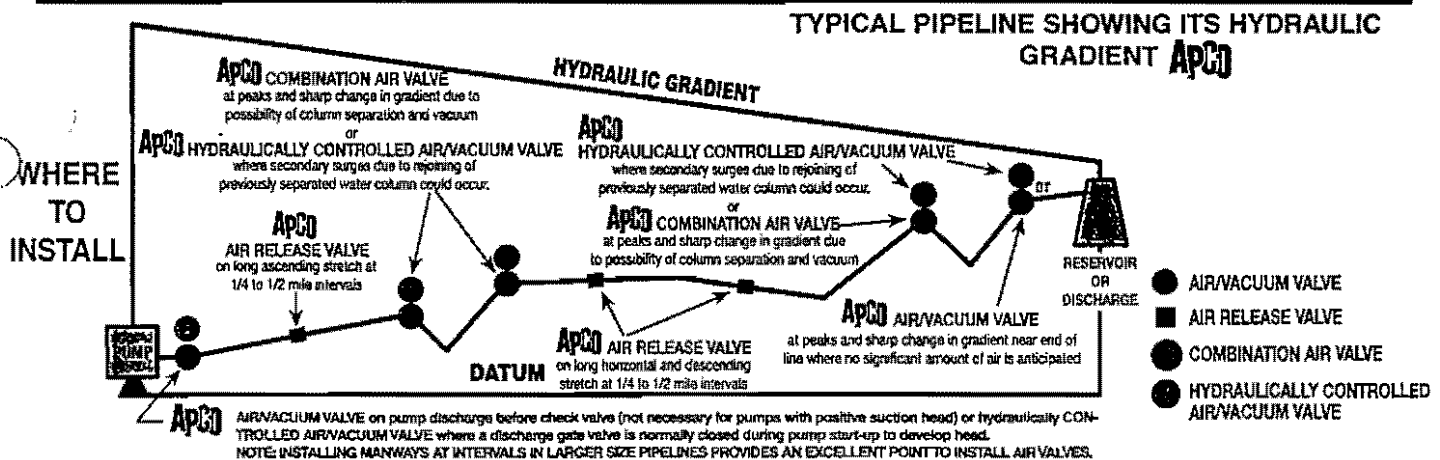 TYPICAL PIPELINE SHOWING ITS HYDRAULIC
GRADIENT APCO
HYDRAULIC GRADIENT
WHERE
TO
INSTALL
APCO COMBINATION AIR VALVE
at peaks and sharp change in gradient due to
possibility of column separation and vacuum
or
APCO HYDRAULICALLY CONTROLLED AIR/VACUUM VALVE
where secondary surges due to rejoining of
previously separated water column could occur.
APCO
AIR RELEASE VALVE
on long ascending stretch at
1/4 to 1/2 mile intervals
APCO
HYDRAULICALLY CONTROLLED AIR/VACUUM VALVE
where secondary surges due to rejoining of
previously separated water column could occur.
or
APCO COMBINATION AIR VALVE
at peaks and sharp change in gradient due
to possibility of column separation and vacuum
or
PUMP
RESERVOIR
OR
DISCHARGE
APCO AIR RELEASE VALVE
on long horizontal and descending
stretch at 1/4 to 1/2 mile intervals
APCO AIR/VACUUM VALVE
at peaks and sharp change in gradient near end of
line where no significant amount of air is anticipated
DATUM
AIR/VACUUM VALVE
AIR RELEASE VALVE
COMBINATION AIR VALVE
HYDRAULICALLY CONTROLLED
AIR/VACUUM VALVE
APCO AIR/VACUUM VALVE on pump discharge before check valve (not necessary for pumps with positive suction head) or hydraulically CON-
TROLLED AIR/VACUUM VALVE where a discharge gate valve is normally closed during pump start-up to develop head.
NOTE: INSTALLING MANWAYS AT INTERVALS IN LARGER SIZE PIPELINES PROVIDES AN EXCELLENT POINT TO INSTALL AIR VALVES.